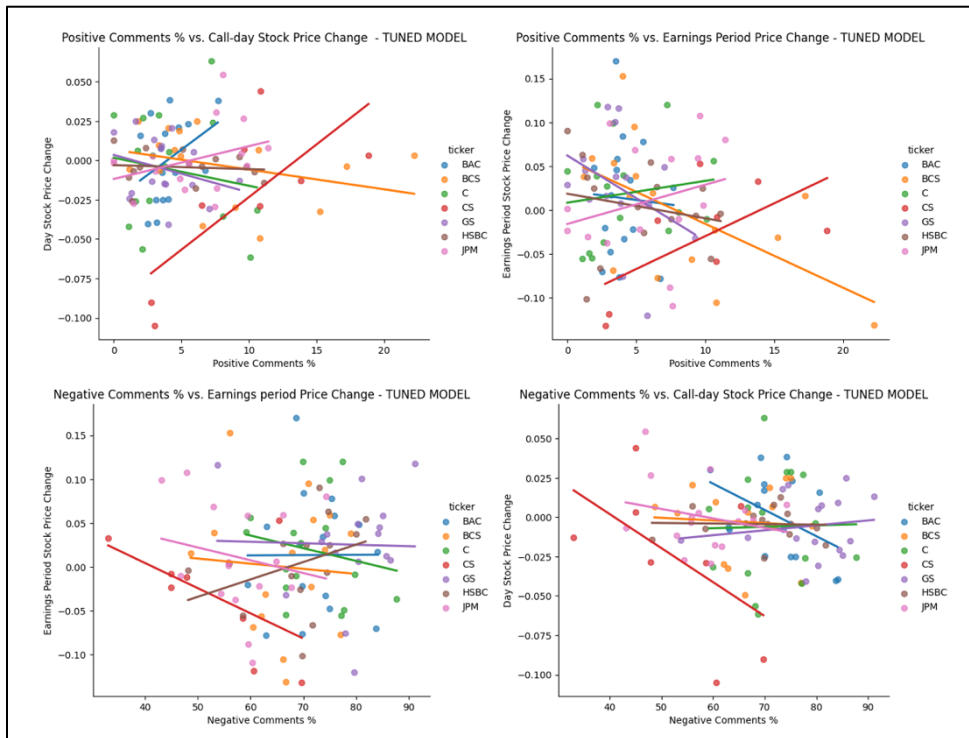 Positive Comments % vs. Call-day Stock Price Change - TUNED MODEL
0.050
0.025
0.000
−0.025
−0.050
−0.075
−0.100
Day Stock Price Change
0
5
10
15
20
Positive Comments %
ticker
BAC
BCS
C
CS
GS
HSBC
JPM
Positive Comments % vs. Earnings Period Price Change - TUNED MODEL
0.15
0.10
0.05
0.00
−0.05
−0.10
Earnings Period Stock Price Change
0
5
10
15
20
Positive Comments %
ticker
BAC
BCS
C
CS
GS
HSBC
JPM
Negative Comments % vs. Earnings period Price Change - TUNED MODEL
0.15
0.10
0.05
0.00
−0.05
−0.10
Earnings Period Stock Price Change
40
50
60
70
80
90
Negative Comments %
ticker
BAC
BCS
C
CS
GS
HSBC
JPM
Negative Comments % vs. Call-day Stock Price Change - TUNED MODEL
0.050
0.025
0.000
−0.025
−0.050
−0.075
−0.100
Day Stock Price Change
40
50
60
70
80
90
Negative Comments %
ticker
BAC
BCS
C
CS
GS
HSBC
JPM